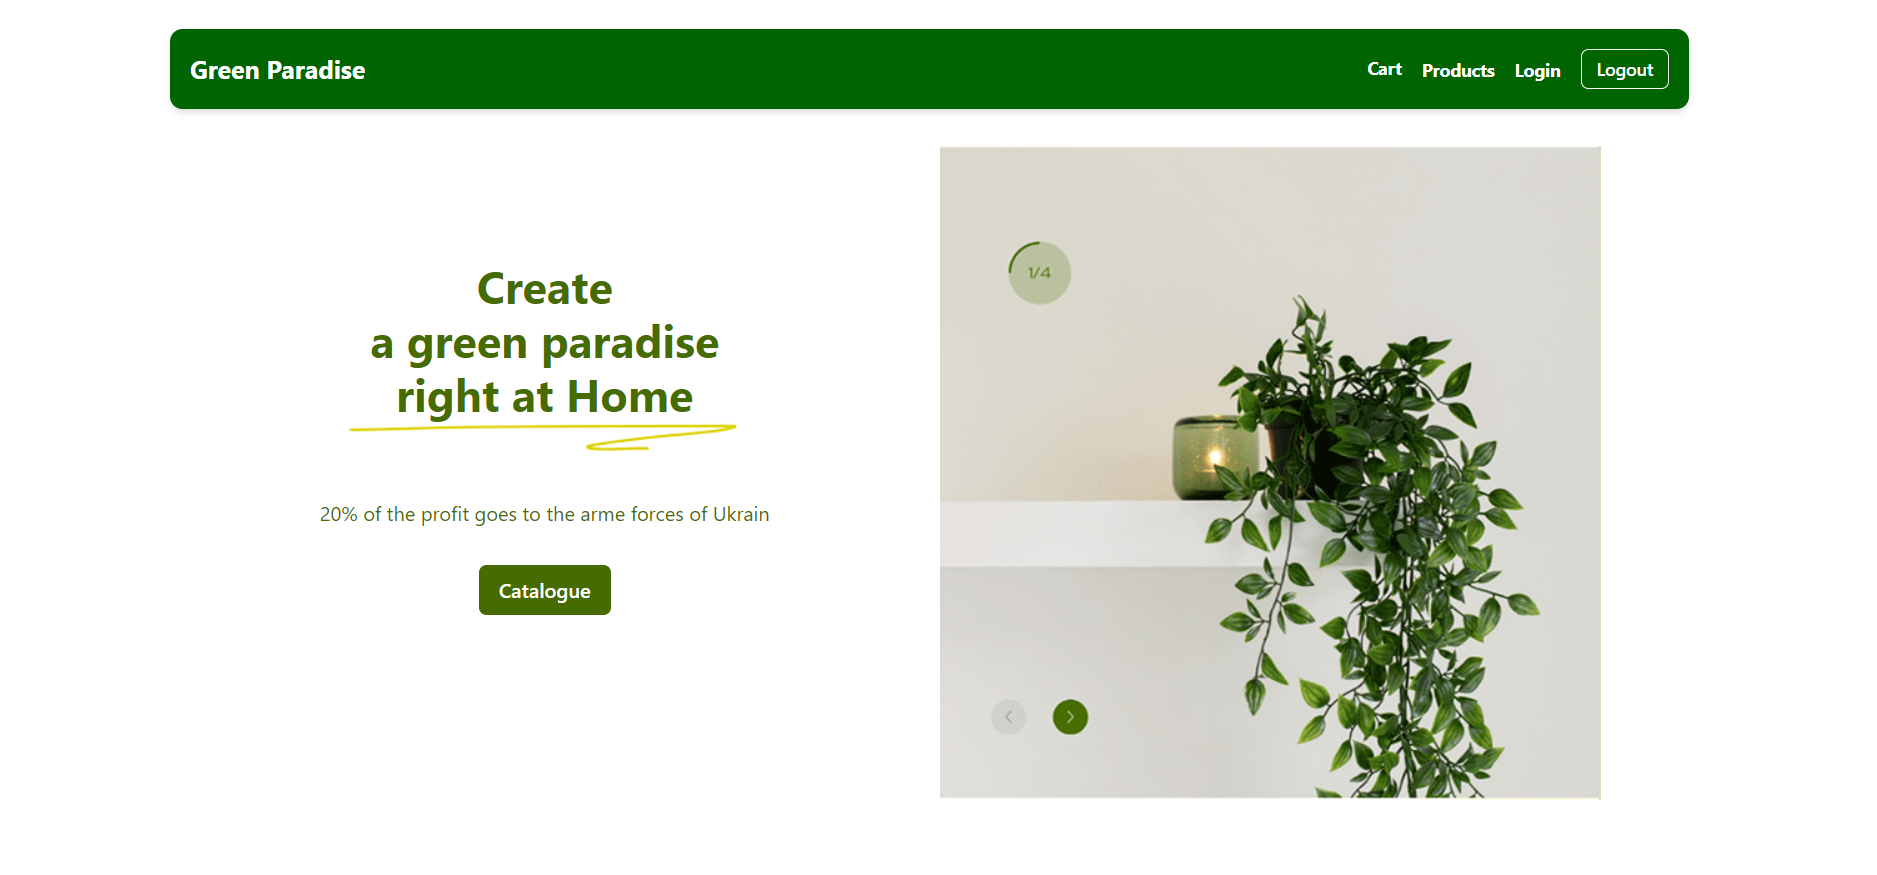 Green Paradise
Cart Products Login Logout
1/4
Create
a green paradise
right at Home
20% of the profit goes to the arme forces of Ukrain
Catalogue